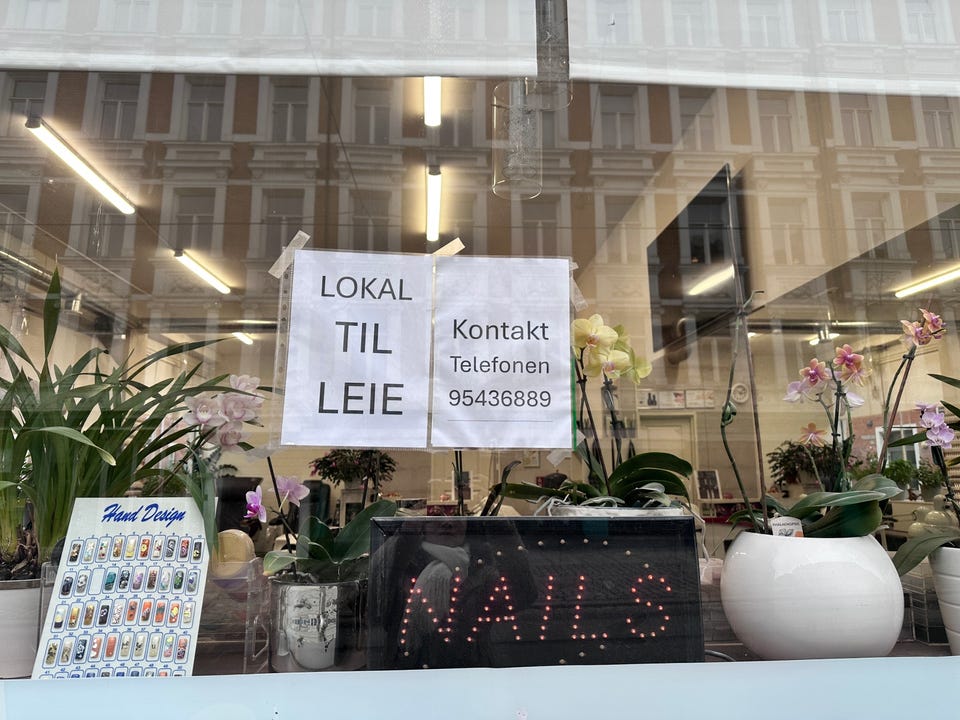 LOKAL
TIL
LEIE
Kontakt
Telefonen
95436889
Hand Design
NAILS